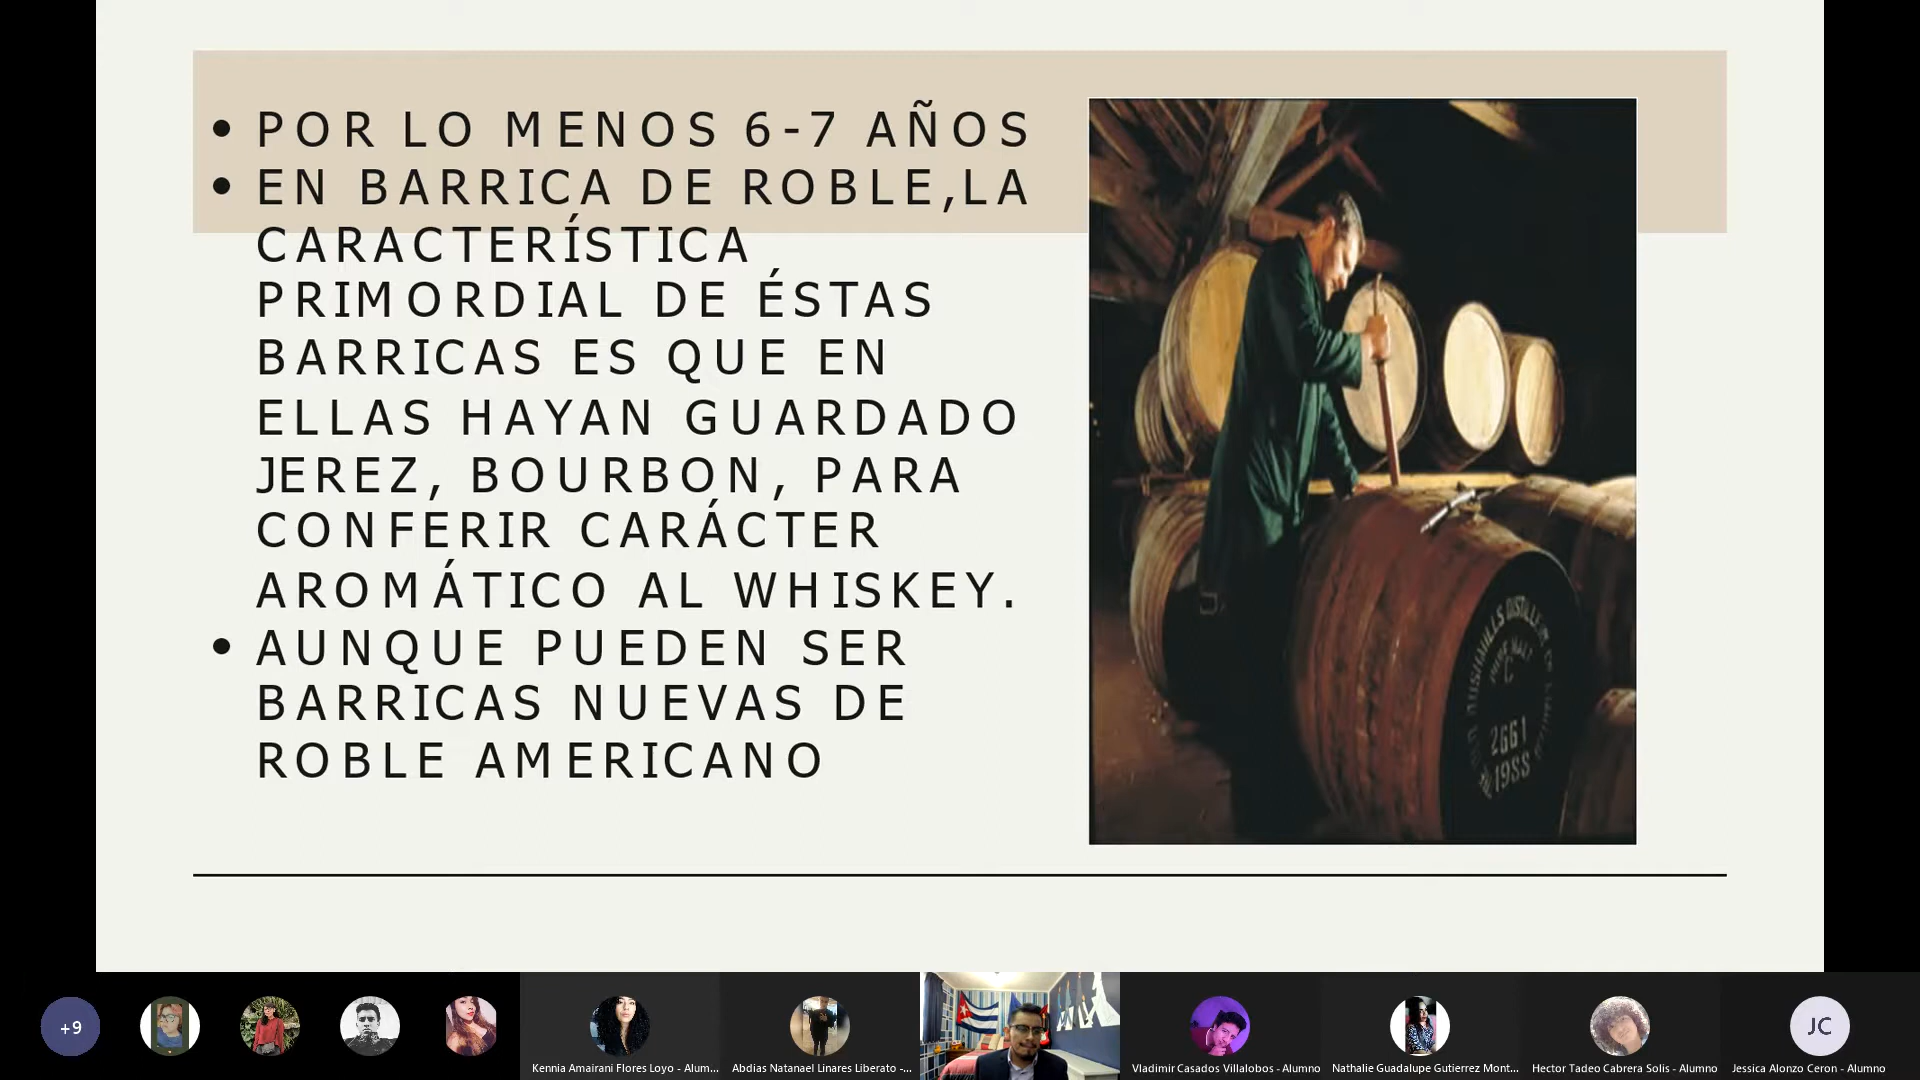 POR LO MENOS 6-7 AÑOS
EN BARRICA DE ROBLE,LA
CARACTERÍSTICA
PRIMORDIAL DE ÉSTAS
BARRICAS ES QUE EN
ELLAS HAYAN GUARDADO
JEREZ, BOURBON, PARA
CONFERIR CARÁCTER
AROMÁTICO AL WHISKEY.
AUNQUE PUEDEN SER
BARRICAS NUEVAS DE
ROBLE AMERICANO
C
2661
19SS
+9
JC
Kennia Amairani Flores Loyo - Alum...
Abdias Natanael Linares Liberato -...
Vladimir Casados Villalobos - Alumno
Nathalie Guadalupe Gutierrez Mont...
Hector Tadeo Cabrera Solis - Alumno
Jessica Alonzo Ceron - Alumno